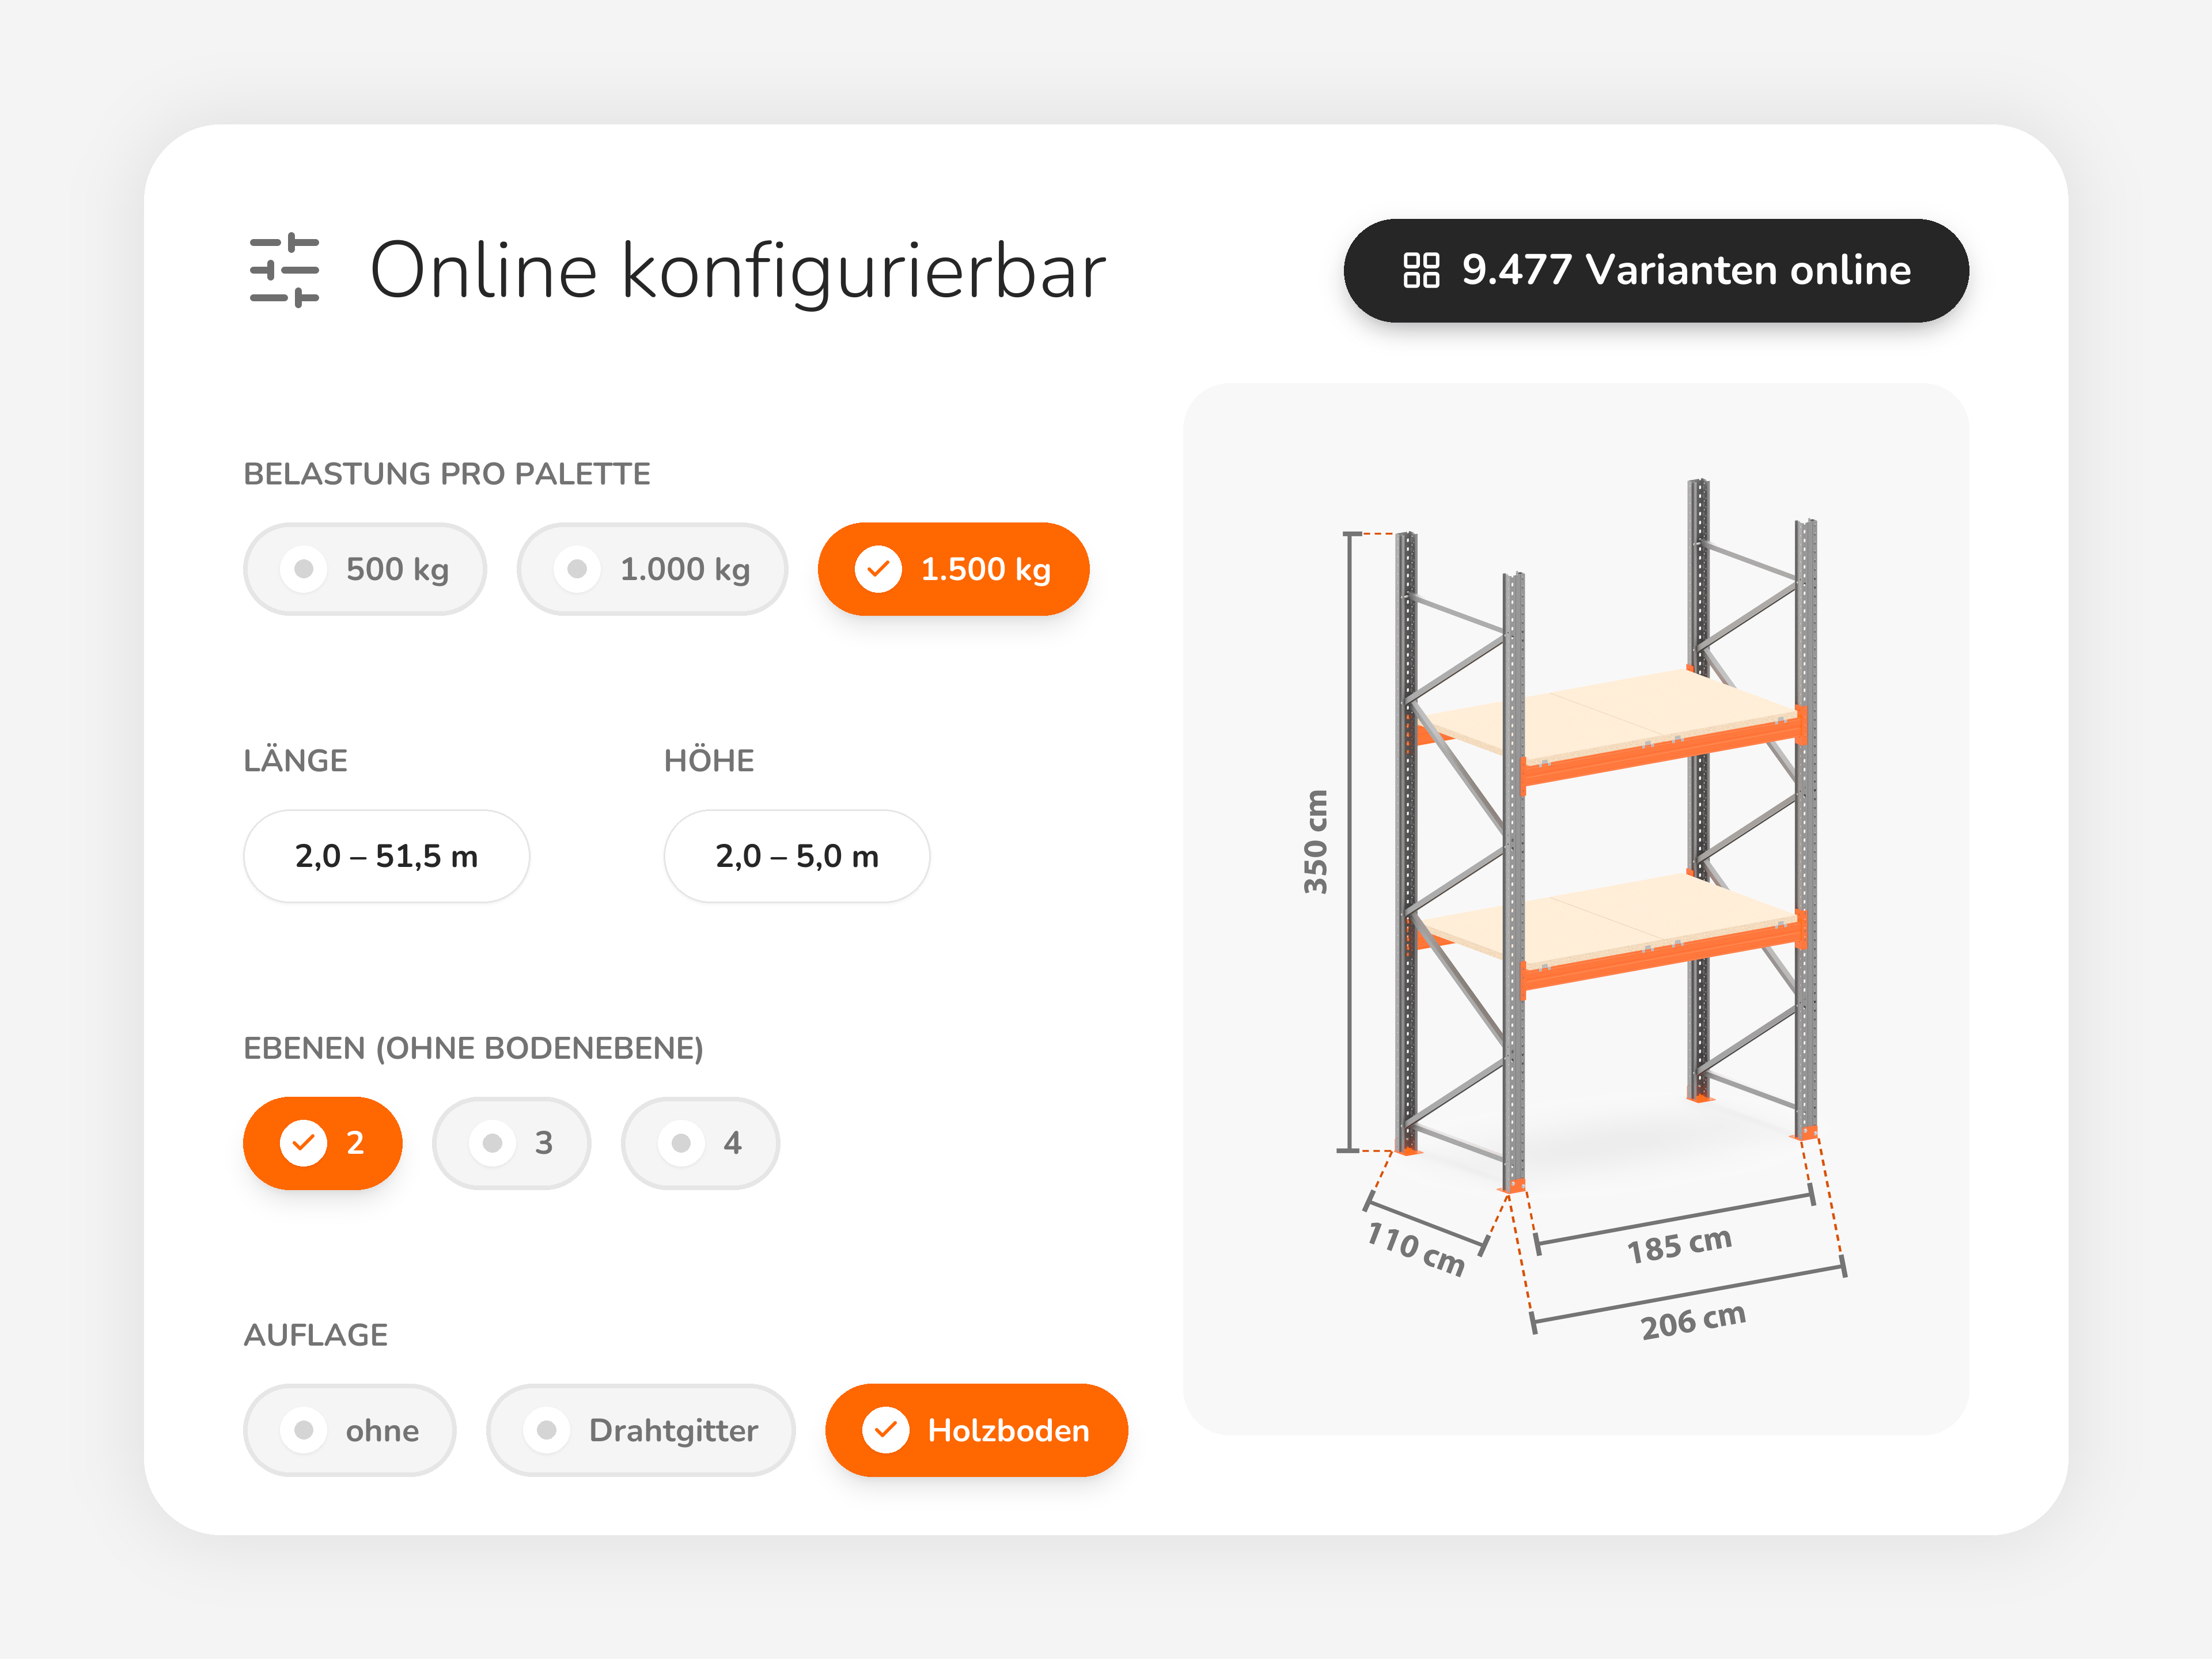 Online konfigurierbar
9.477 Varianten online
BELASTUNG PRO PALETTE
500 kg
1.000 kg
1.500 kg
LÄNGE
HÖHE
2,0 – 51,5 m
2,0 – 5,0 m
EBENEN (OHNE BODENEBENE)
2
3
4
AUFLAGE
ohne
Drahtgitter
Holzboden
350 cm
110 cm
185 cm
206 cm